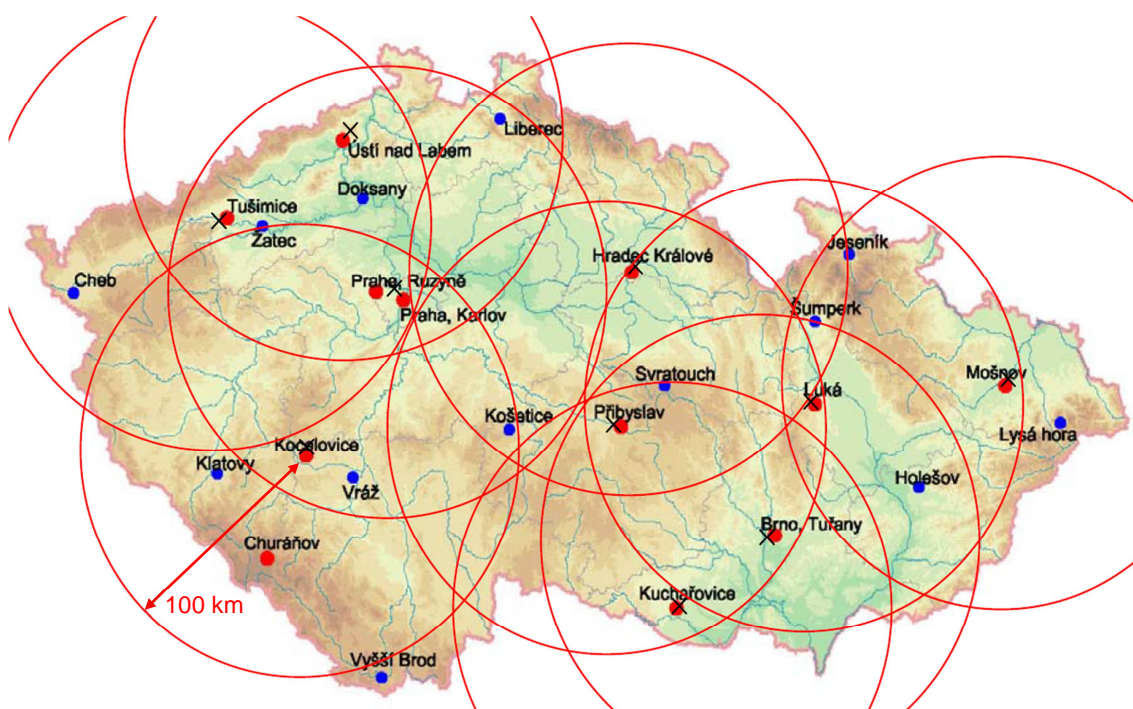 Liberec
Ústí nad Labem
Doksany
Tušimice
Žatec
Hradec Králové
Jeseník
Cheb
Praha, Ruzyně
Praha, Karlov
Šumperk
Svratouch
Mošnov
Luká
Košetice
Přibyslav
Lysá hora
Kocelovice
Klatovy
Vráž
Holešov
Brno, Tuřany
Churáňov
Kuchařovice
100 km
Vyšší Brod